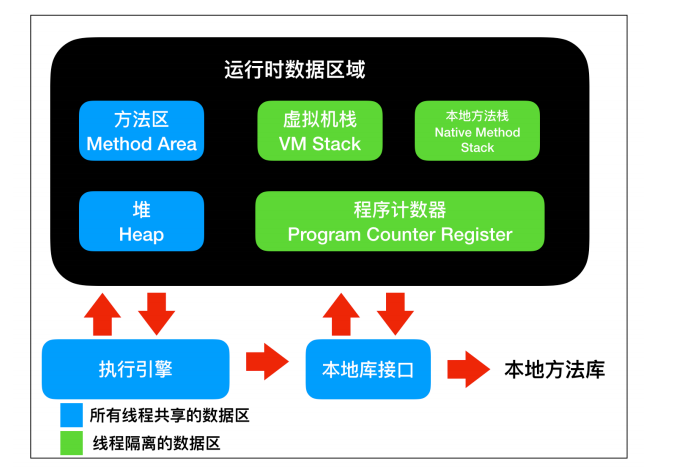 运行时数据区域
方法区
Method Area
虚拟机栈
VM Stack
本地方法栈
Native Method
Stack
堆
Heap
程序计数器
Program Counter Register
执行引擎
本地库接口
本地方法库
所有线程共享的数据区
线程隔离的数据区